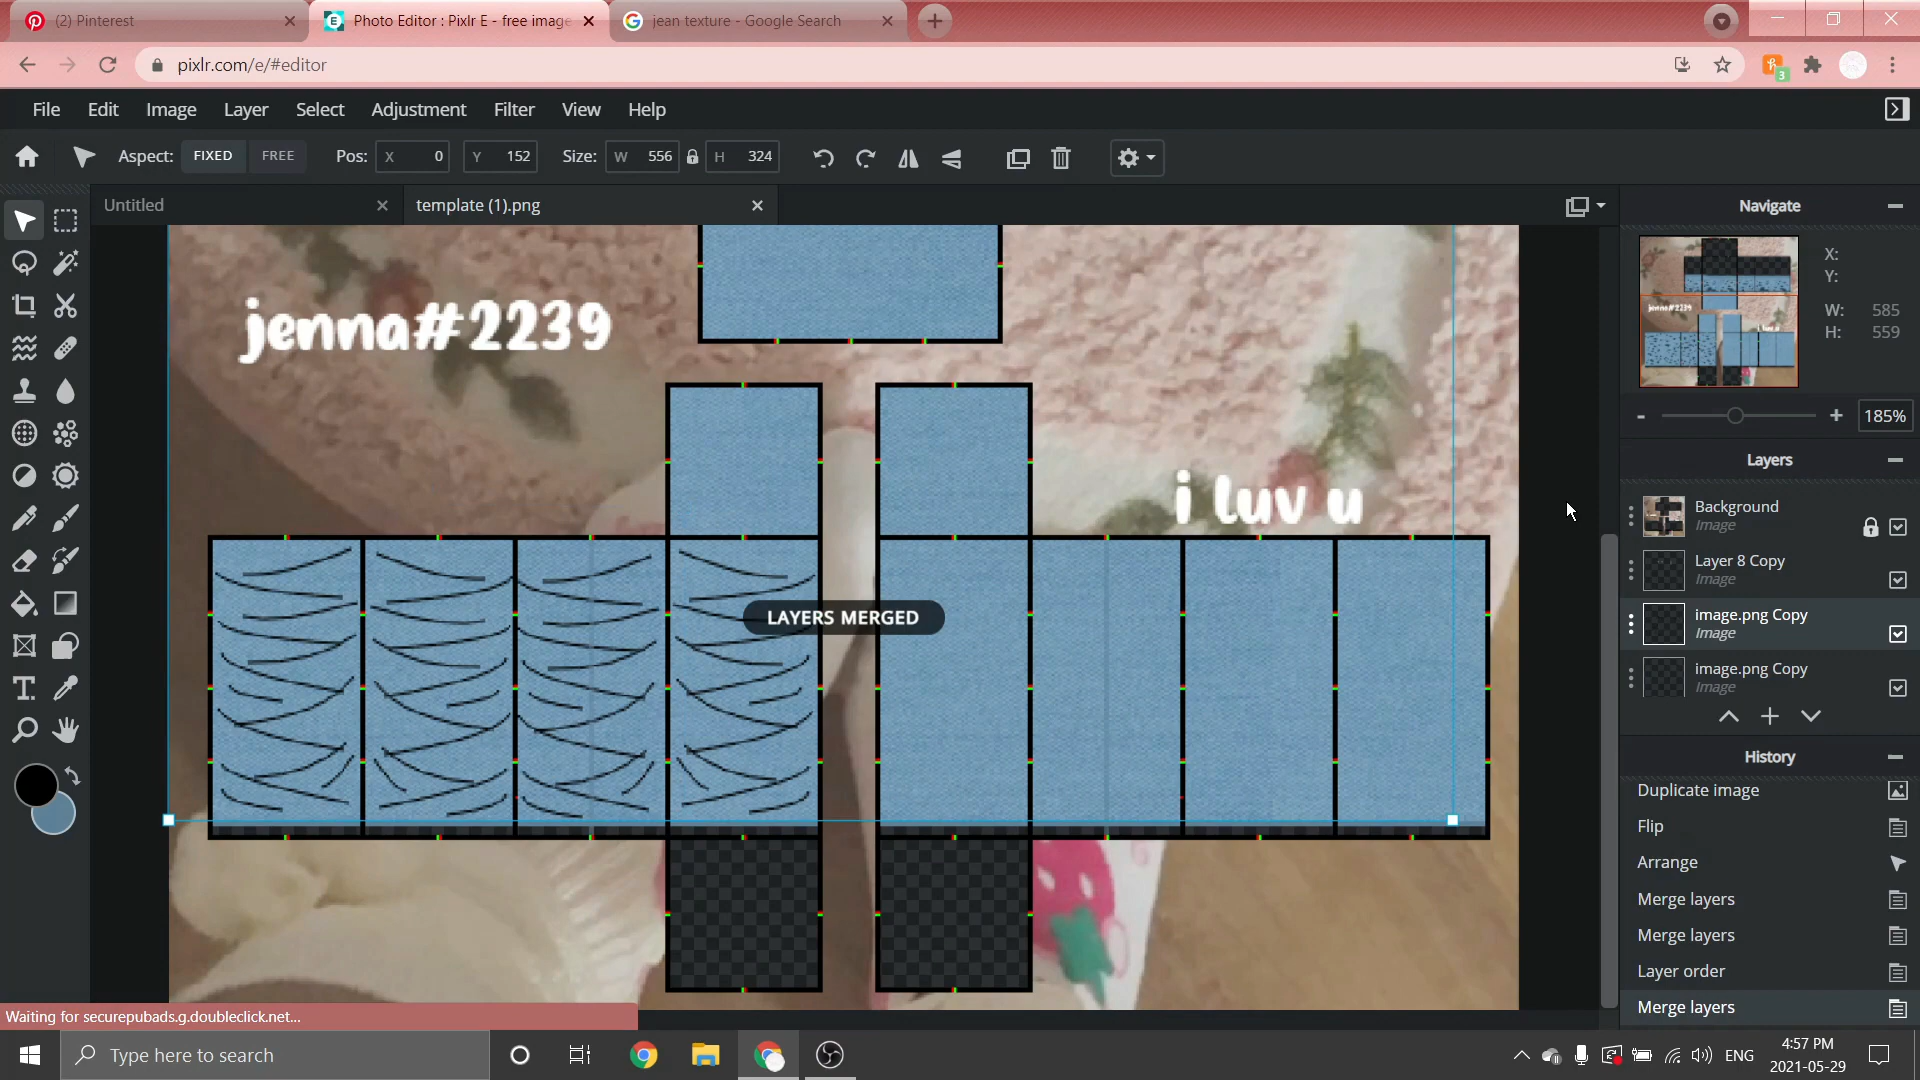 (2) Pinterest
Photo Editor : Pixlr E - free image
jean texture - Google Search
pixlr.com/e/#editor
3
File Edit Image Layer Select Adjustment Filter View Help
Aspect: FIXED FREE Pos: X 0 Y 152 Size: W 556 H 324
Untitled
template (1).png
Navigate
X:
Y:
W: 585
H: 559
185%
jenna#2239
i luv u
LAYERS MERGED
Layers
Background
Image
Layer 8 Copy
Image
image.png Copy
Image
image.png Copy
Image
History
Duplicate image
Flip
Arrange
Merge layers
Merge layers
Layer order
Merge layers
Waiting for securepubads.g.doubleclick.net...
Type here to search
ENG
4:57 PM
2021-05-29